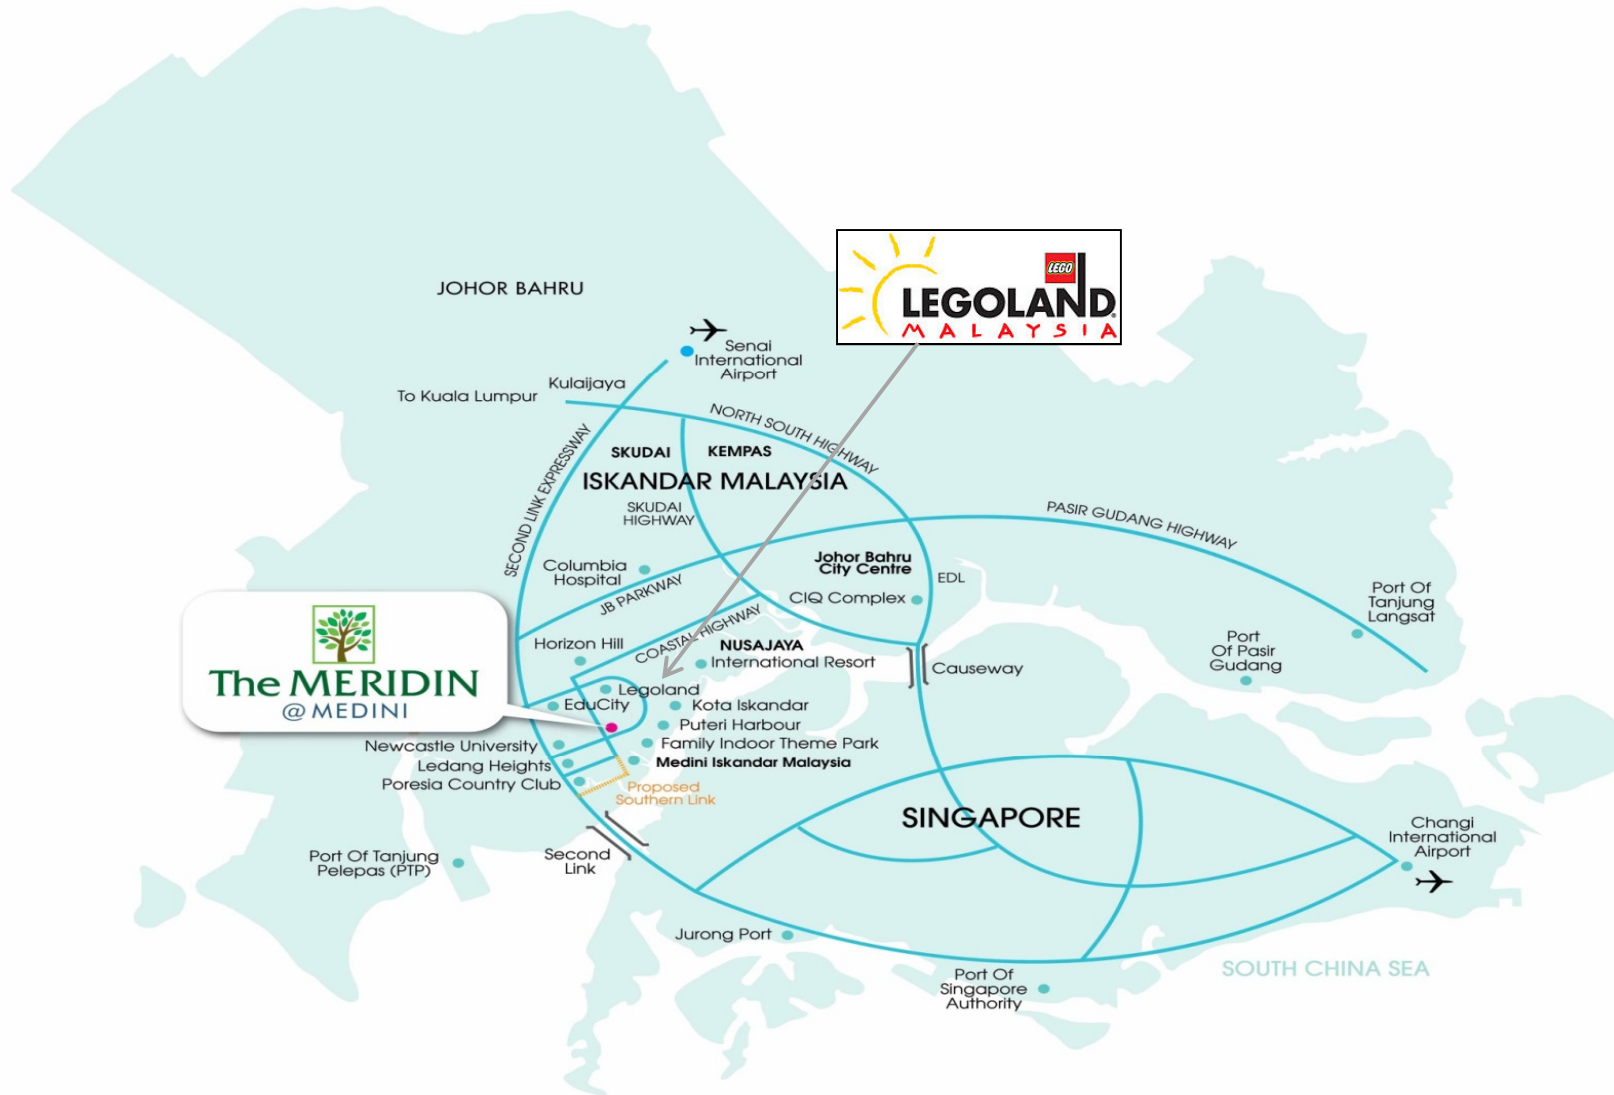 LEGO
LEGOLAND®
MALAYSIA
JOHOR BAHRU
Senai
International
Airport
Kulaijaya
To Kuala Lumpur
NORTH SOUTH HIGHWAY
SECOND LINK EXPRESSWAY
SKUDAI
KEMPAS
ISKANDAR MALAYSIA
SKUDAI
HIGHWAY
PASIR GUDANG HIGHWAY
Johor Bahru
City Centre
Columbia
Hospital
EDL
CIQ Complex
JB PARKWAY
Port Of
Tanjung
Langsat
COASTAL HIGHWAY
Horizon Hill
NUSAJAYA
International Resort
Causeway
Port
Of Pasir
Gudang
The MERIDIN
@ MEDINI
Legoland
EduCity
Kota Iskandar
Puteri Harbour
Newcastle University
Family Indoor Theme Park
Ledang Heights
Medini Iskandar Malaysia
Poresia Country Club
Proposed
Southern Link
SINGAPORE
Changi
International
Airport
Second
Link
Port Of Tanjung
Pelepas (PTP)
Jurong Port
SOUTH CHINA SEA
Port Of
Singapore
Authority